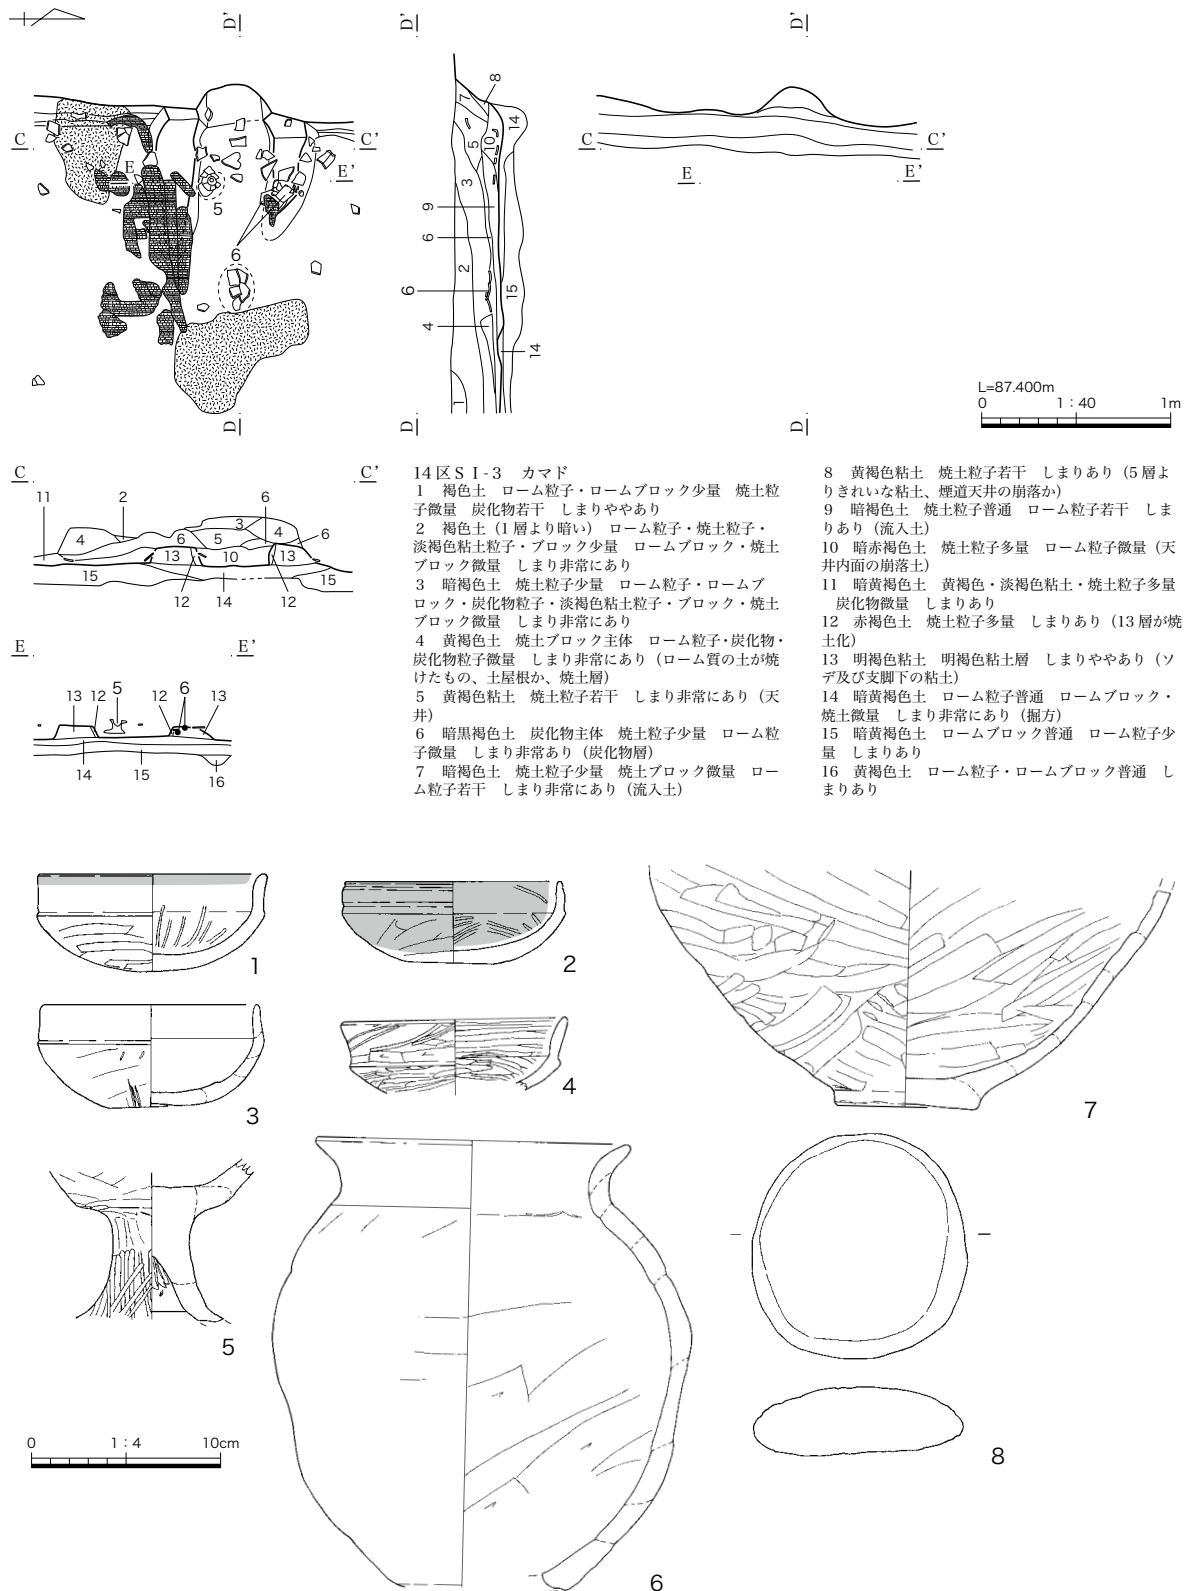 D'
D'
D'
C
C'
E
E'
5
6
D
8
7
14
5
10
3
9
6
2
6
15
4
14
1
D
C
C'
E
E'
D
L=87.400m
0 1：40 1m
C
C'
11
2
6
3
4
6
5
4
6
13
10
13
15
15
12
14
12
E
E'
13
12
5
12
6
13
14
15
16
14区ＳＩ-3　カマド
1　褐色土　ローム粒子・ロームブロック少量　焼土粒
子微量　炭化物若干　しまりややあり
2　褐色土（1層より暗い）　ローム粒子・焼土粒子・
淡褐色粘土粒子・ブロック少量　ロームブロック・焼土
ブロック微量　しまり非常にあり
3　暗褐色土　焼土粒子少量　ローム粒子・ロームブ
ロック・炭化物粒子・淡褐色粘土粒子・ブロック・焼土
ブロック微量　しまり非常にあり
4　黄褐色土　焼土ブロック主体　ローム粒子・炭化物・
炭化物粒子微量　しまり非常にあり（ローム質の土が焼
けたもの、土屋根か、焼土層）
5　黄褐色粘土　焼土粒子若干　しまり非常にあり（天
井）
6　暗黒褐色土　炭化物主体　焼土粒子少量　ローム粒
子微量　しまり非常あり（炭化物層）
7　暗褐色土　焼土粒子少量　焼土ブロック微量　ロー
ム粒子若干　しまり非常にあり（流入土）
8　黄褐色粘土　焼土粒子若干　しまりあり（5層よ
りきれいな粘土、煙道天井の崩落か）
9　暗褐色土　焼土粒子普通　ローム粒子若干　しま
りあり（流入土）
10　暗赤褐色土　焼土粒子多量　ローム粒子微量（天
井内面の崩落土）
11　暗黄褐色土　黄褐色・淡褐色粘土・焼土粒子多量
　炭化物微量　しまりあり
12　赤褐色土　焼土粒子多量　しまりあり（13層が焼
土化）
13　明褐色粘土　明褐色粘土層　しまりややあり（ソ
デ及び支脚下の粘土）
14　暗黄褐色土　ローム粒子普通　ロームブロック・
焼土微量　しまり非常にあり（掘方）
15　暗黄褐色土　ロームブロック普通　ローム粒子少
量　しまりあり
16　黄褐色土　ローム粒子・ロームブロック普通　し
まりあり
1
2
3
4
7
5
6
8
0 1：4 10cm